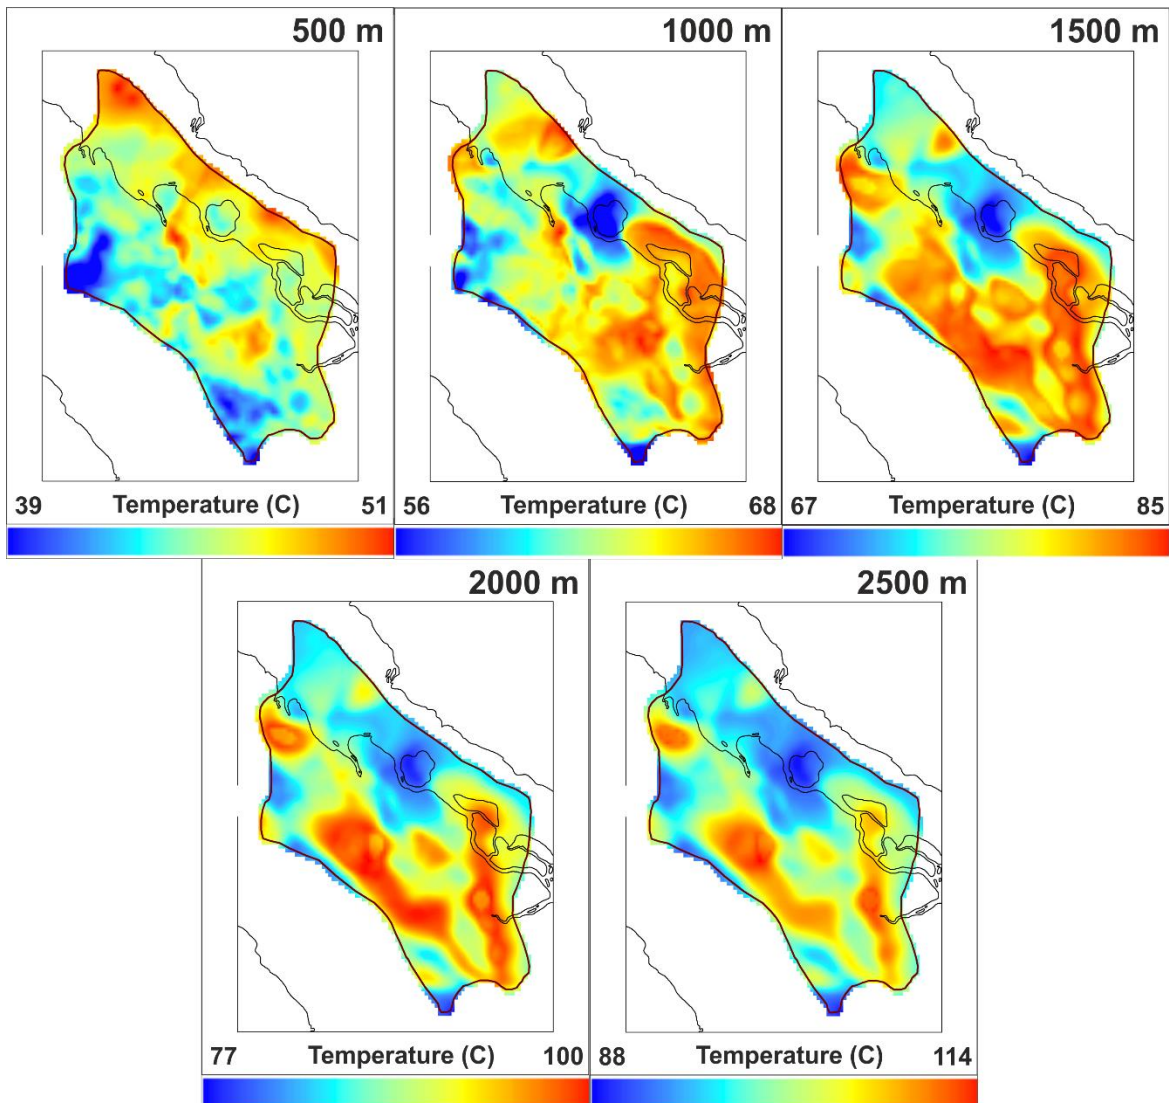 500 m
1000 m
1500 m
39 Temperature (C) 51
56 Temperature (C) 68
67 Temperature (C) 85
2000 m
2500 m
77 Temperature (C) 100
88 Temperature (C) 114